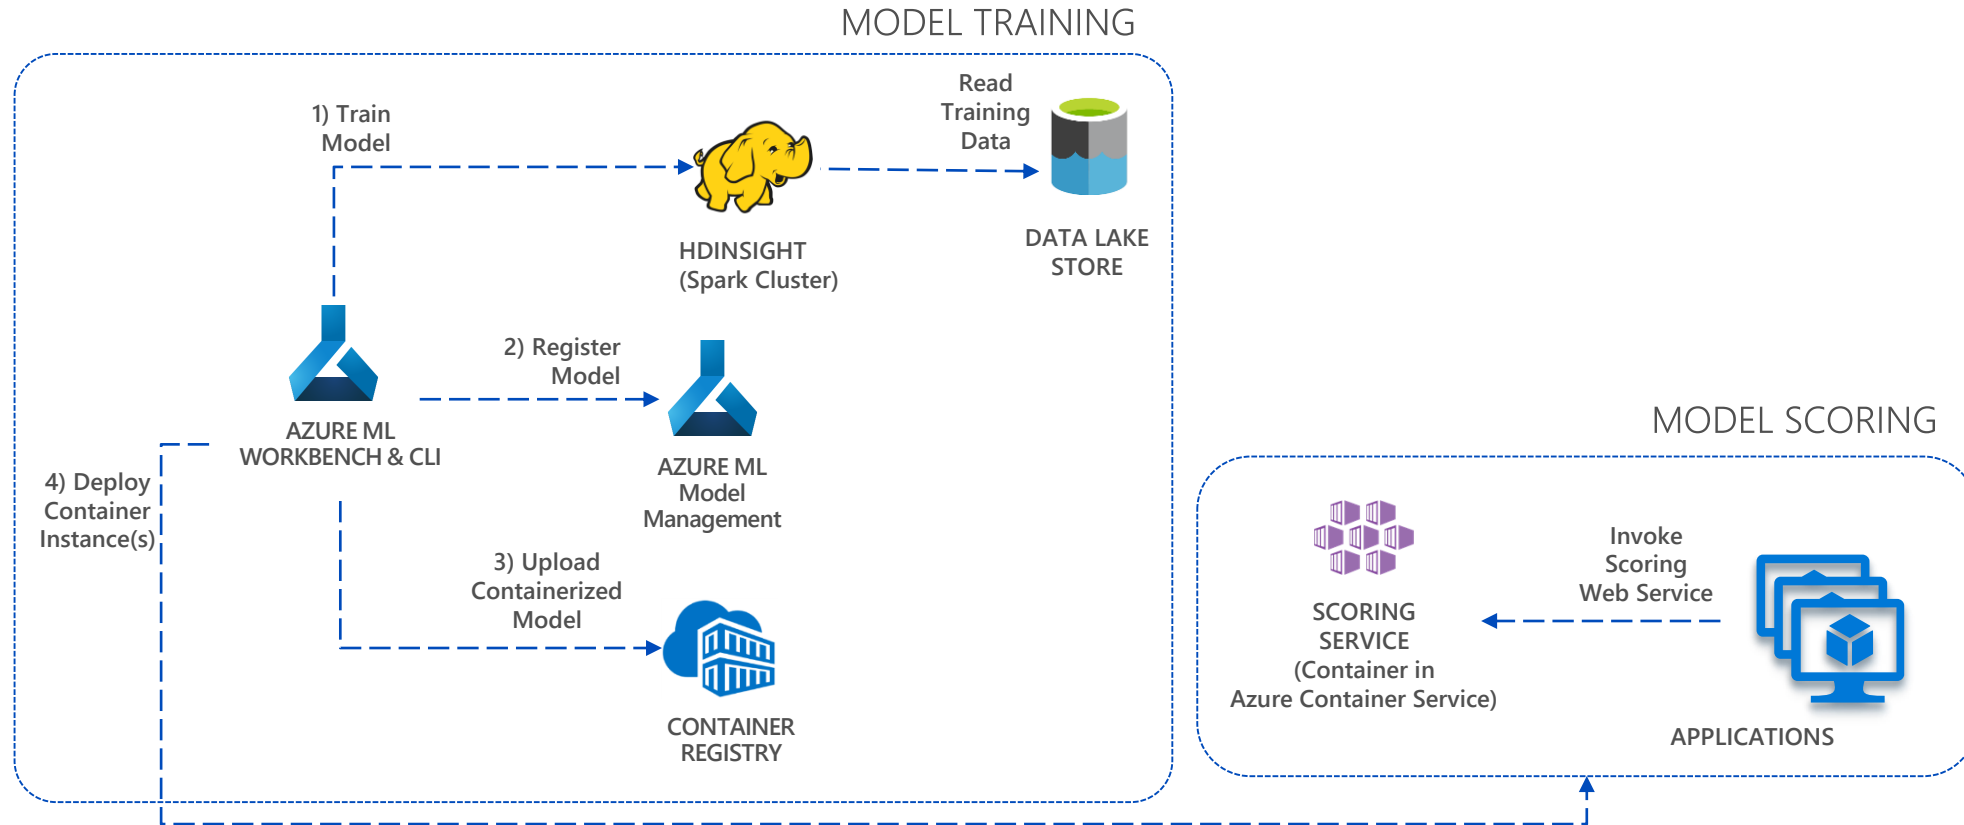 MODEL TRAINING
1) Train
Model
Read
Training
Data
HDINSIGHT
(Spark Cluster)
DATA LAKE
STORE
2) Register
Model
AZURE ML
WORKBENCH & CLI
AZURE ML
Model
Management
4) Deploy
Container
Instance(s)
3) Upload
Containerized
Model
CONTAINER
REGISTRY
MODEL SCORING
Invoke
Scoring
Web Service
SCORING
SERVICE
(Container in
Azure Container Service)
APPLICATIONS